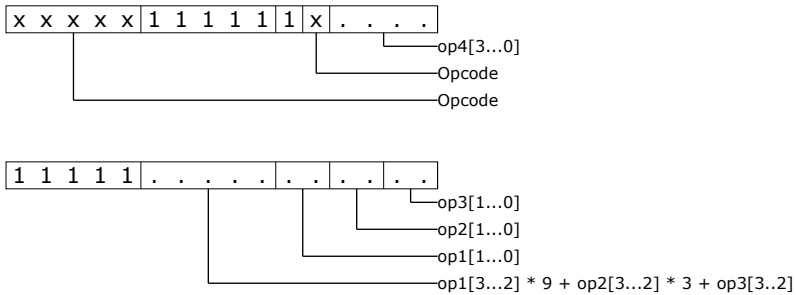 x x x x x 1 1 1 1 1 1 x . . . .
op4[3...0]
Opcode
Opcode
1 1 1 1 1 . . . . . . . . . . .
op3[1...0]
op2[1...0]
op1[1...0]
op1[3...2] * 9 + op2[3...2] * 3 + op3[3..2]